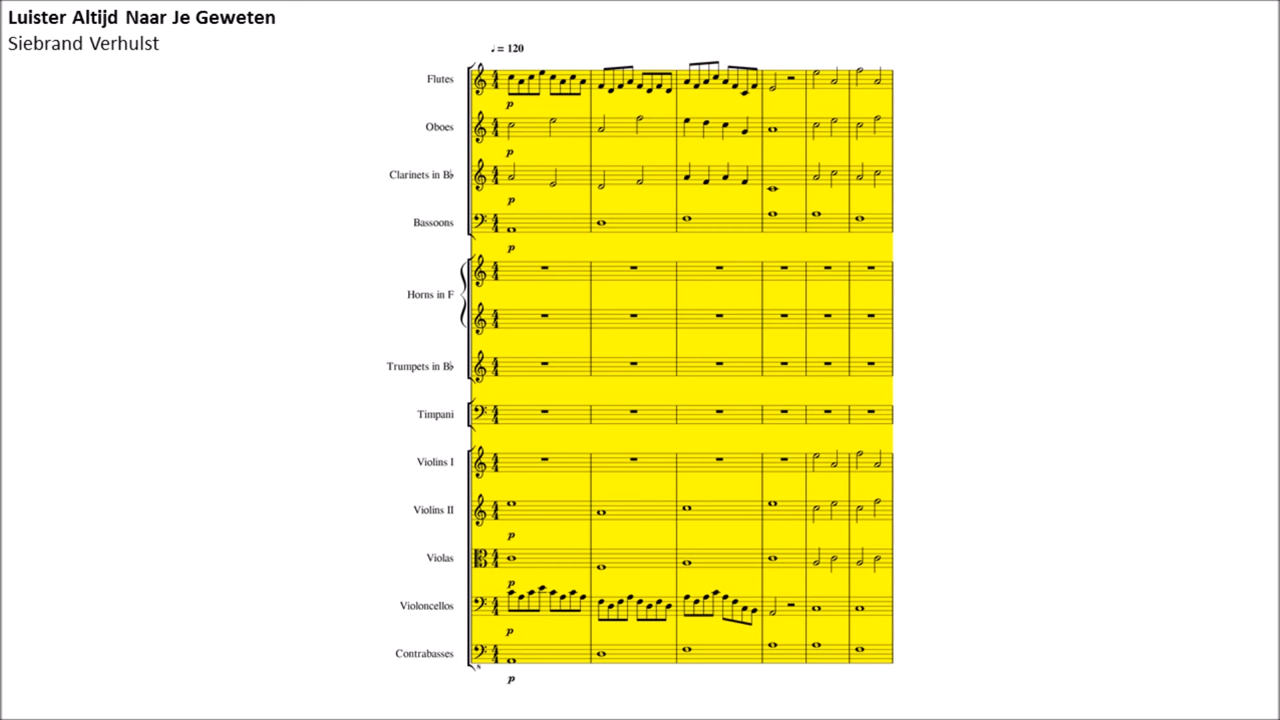 Luister Altijd Naar Je Geweten
Siebrand Verhulst
♩ = 120
Flutes
p
Oboes
p
Clarinets in B♭
p
Bassoons
p
Horns in F
Trumpets in B♭
Timpani
Violins I
Violins II
p
Violas
p
Violoncellos
p
Contrabasses
8
p